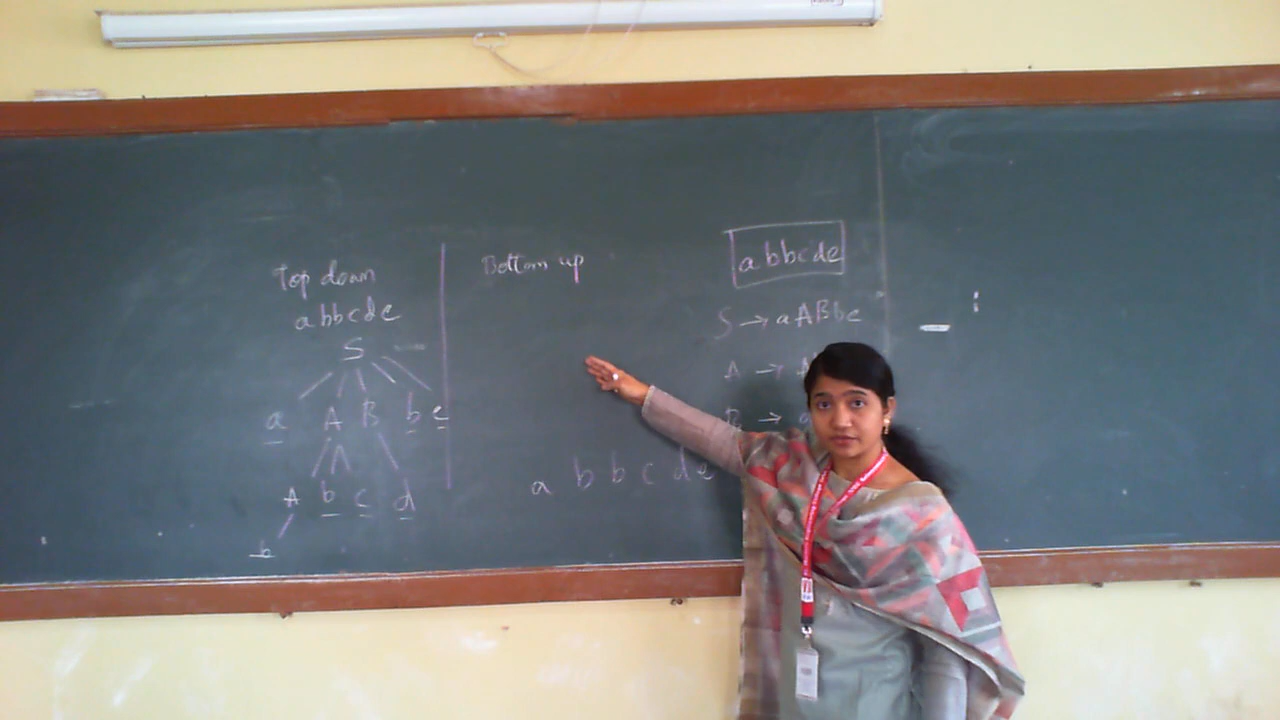 Top down
abbcde
S
a A B b e
A b c d
b
Bottom up
a b b c d e
abbcde
S → aABbe
A → A
B →